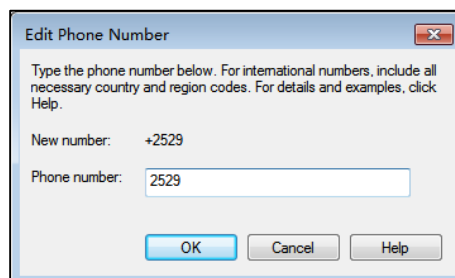 Edit Phone Number
Type the phone number below. For international numbers, include all
necessary country and region codes. For details and examples, click
Help.
New number: +2529
Phone number: 2529
OK Cancel Help